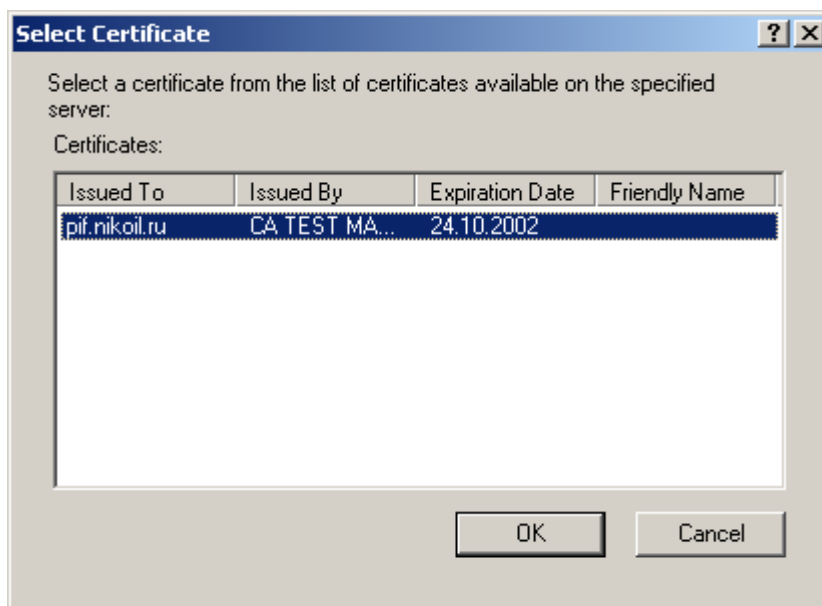 Select Certificate
Select a certificate from the list of certificates available on the specified
server:
Certificates:
Issued To Issued By Expiration Date Friendly Name
pif.nikoil.ru CA TEST MA... 24.10.2002
OK Cancel